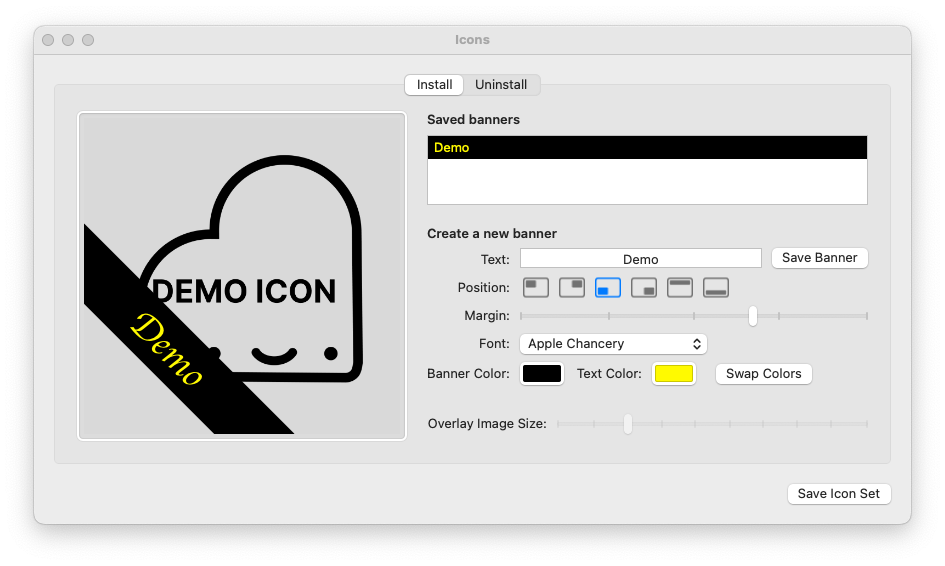 Icons
Install Uninstall
DEMO ICON
Demo
Saved banners
Demo
Create a new banner
Text: Demo Save Banner
Position:
Margin:
Font: Apple Chancery
Banner Color: Text Color: Swap Colors
Overlay Image Size:
Save Icon Set